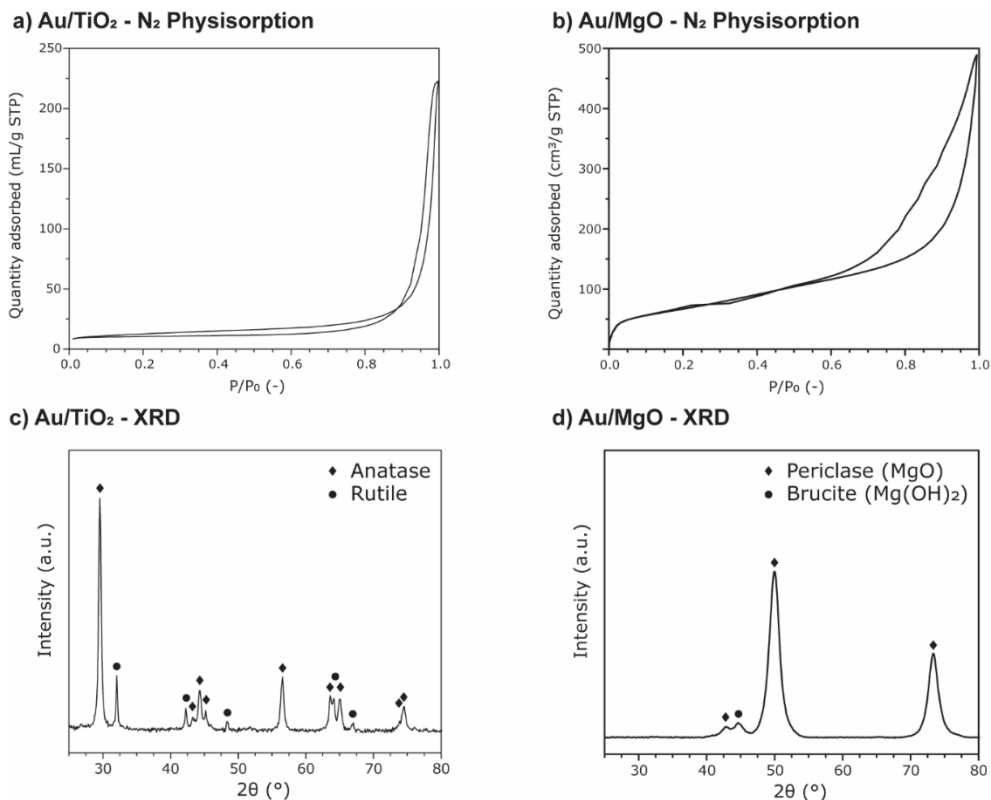 a) Au/TiO₂ - N₂ Physisorption
Quantity adsorbed (mL/g STP)
250
200
150
100
50
0
0.0 0.2 0.4 0.6 0.8 1.0
P/P₀ (-)
b) Au/MgO - N₂ Physisorption
Quantity adsorbed (cm³/g STP)
500
400
300
200
100
0
0.0 0.2 0.4 0.6 0.8 1.0
P/P₀ (-)
c) Au/TiO₂ - XRD
Intensity (a.u.)
♦ Anatase
● Rutile
30 40 50 60 70 80
2θ (°)
d) Au/MgO - XRD
Intensity (a.u.)
♦ Periclase (MgO)
● Brucite (Mg(OH)₂)
30 40 50 60 70 80
2θ (°)